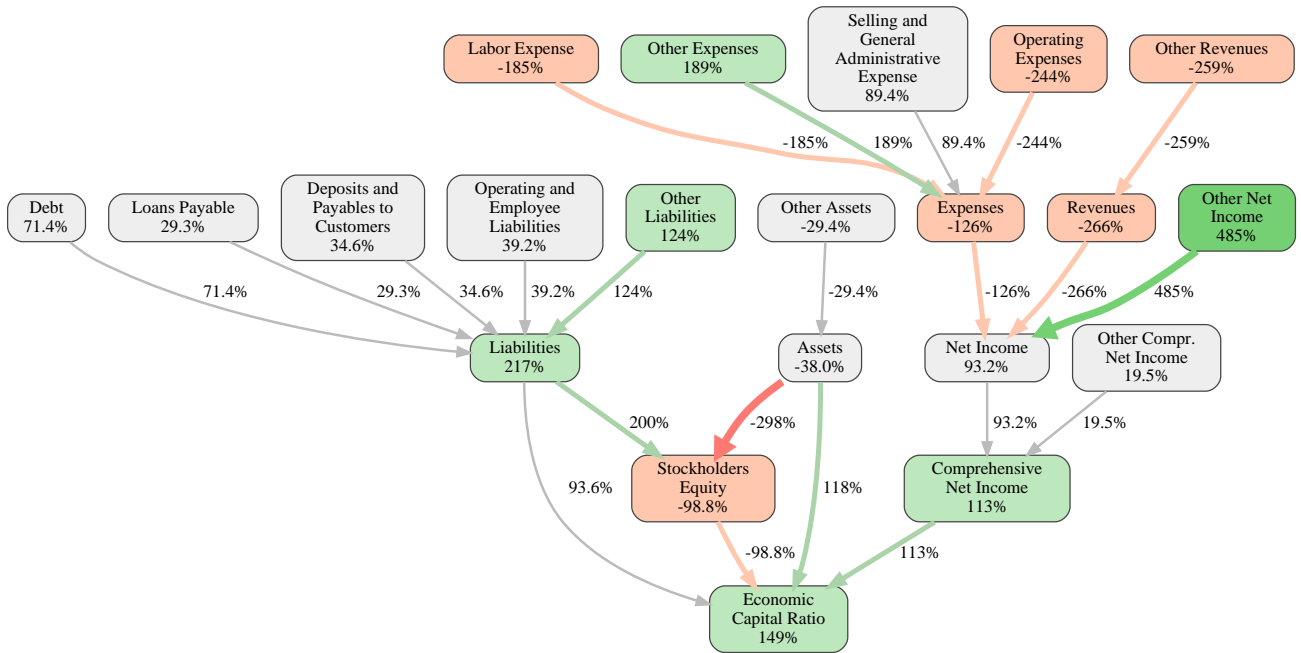 Labor Expense
-185%
Other Expenses
189%
Selling and
General
Administrative
Expense
89.4%
Operating
Expenses
-244%
Other Revenues
-259%
-185%
189%
89.4%
-244%
-259%
Debt
71.4%
Loans Payable
29.3%
Deposits and
Payables to
Customers
34.6%
Operating and
Employee
Liabilities
39.2%
Other
Liabilities
124%
Other Assets
-29.4%
Expenses
-126%
Revenues
-266%
Other Net
Income
485%
71.4%
29.3%
34.6%
39.2%
124%
-29.4%
-126%
-266%
485%
Liabilities
217%
Assets
-38.0%
Net Income
93.2%
Other Compr.
Net Income
19.5%
200%
-298%
93.2%
19.5%
93.6%
Stockholders
Equity
-98.8%
118%
Comprehensive
Net Income
113%
-98.8%
113%
Economic
Capital Ratio
149%